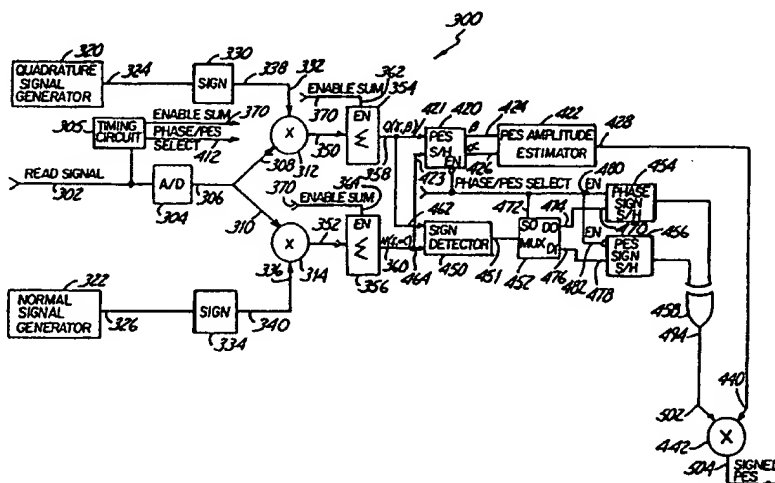 300
320
QUADRATURE
SIGNAL
GENERATOR
324
330
SIGN
338
332
362
354
ENABLE SUM
370
EN
Σ
305
TIMING
CIRCUIT
ENABLE SUM
370
PHASE/PES
SELECT
412
READ SIGNAL
302
A/D
304
306
308
310
X
312
350
358
421
420
PES
S/H
EN
423
424
β
α
426
422
PES AMPLITUDE
ESTIMATOR
428
PHASE/PES SELECT
480
EN
454
PHASE
SIGN
S/H
470
370
ENABLE SUM
364
EN
Σ
356
352
X
314
336
360
462
464
SIGN
DETECTOR
450
451
472
SO
DO
MUX
D1
452
474
476
EN
482
478
456
PES SIGN
S/H
322
NORMAL
SIGNAL
GENERATOR
326
SIGN
334
340
458
494
440
502
X
442
504
SIGNED
PES